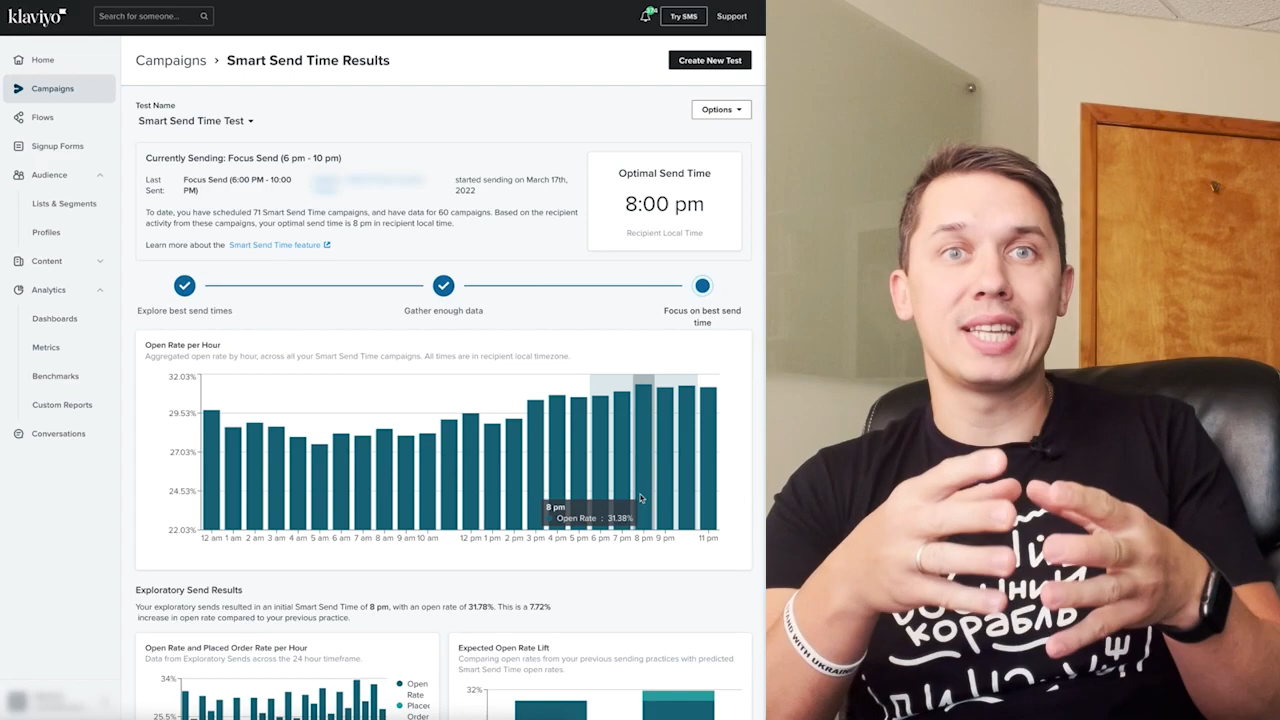 klaviyo
Search for someone...
Try SMS
Support
Home
Campaigns
Flows
Signup Forms
Audience
Lists & Segments
Profiles
Content
Analytics
Dashboards
Metrics
Benchmarks
Custom Reports
Conversations
Campaigns › Smart Send Time Results
Create New Test
Test Name
Smart Send Time Test
Options
Currently Sending: Focus Send (6 pm - 10 pm)
Last Sent:
Focus Send (6:00 PM - 10:00 PM)
started sending on March 17th, 2022
To date, you have scheduled 71 Smart Send Time campaigns, and have data for 60 campaigns. Based on the recipient
activity from these campaigns, your optimal send time is 8 pm in recipient local time.
Learn more about the Smart Send Time feature
Optimal Send Time
8:00 pm
Recipient Local Time
Explore best send times
Gather enough data
Focus on best send
time
Open Rate per Hour
Aggregated open rate by hour, across all your Smart Send Time campaigns. All times are in recipient local timezone.
32.03%
29.53%
27.03%
24.53%
22.03%
8 pm
Open Rate : 31.38%
12 am 1 am 2 am 3 am 4 am 5 am 6 am 7 am 8 am 9 am 10 am 12 pm 1 pm 2 pm 3 pm 4 pm 5 pm 6 pm 7 pm 8 pm 9 pm 11 pm
Exploratory Send Results
Your exploratory sends resulted in an initial Smart Send Time of 8 pm, with an open rate of 31.78%. This is a 7.72%
increase in open rate compared to your previous practice.
Open Rate and Placed Order Rate per Hour
Data from Exploratory Sends across the 24 hour timeframe.
34%
25.5%
Open
Rate
Placed
Order
Expected Open Rate Lift
Comparing open rates from your previous sending practices with predicted
Smart Send Time open rates.
32%
24%
корабль
WITH UKRAINE